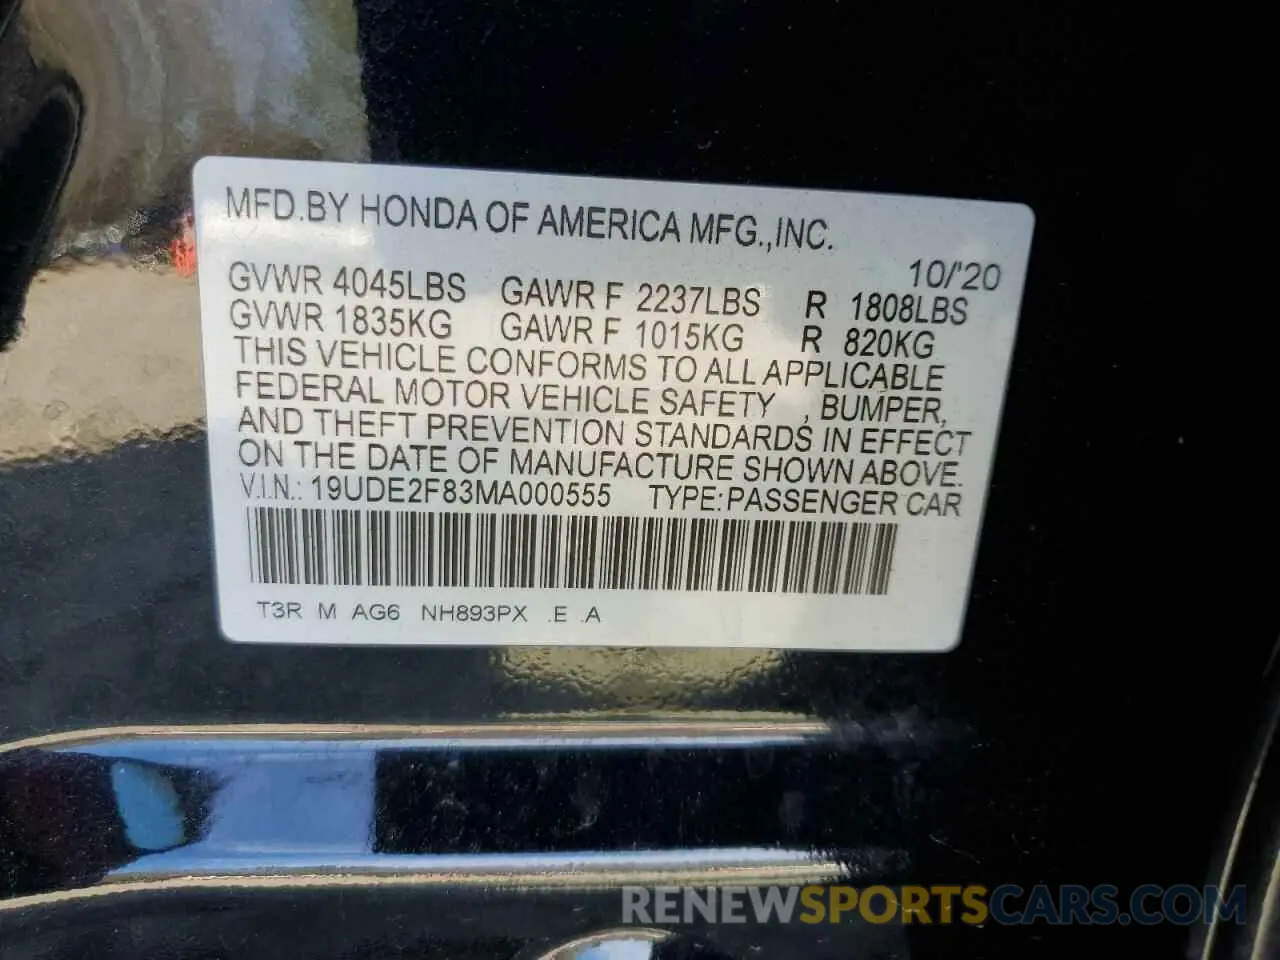 MFD.BY HONDA OF AMERICA MFG.,INC.
10/'20
GVWR 4045LBS GAWR F 2237LBS R 1808LBS
GVWR 1835KG GAWR F 1015KG R 820KG
THIS VEHICLE CONFORMS TO ALL APPLICABLE
FEDERAL MOTOR VEHICLE SAFETY , BUMPER,
AND THEFT PREVENTION STANDARDS IN EFFECT
ON THE DATE OF MANUFACTURE SHOWN ABOVE.
V.I.N.: 19UDE2F83MA000555 TYPE:PASSENGER CAR
T3R M AG6 NH893PX .E .A
RENEWSPORTSCARS.COM